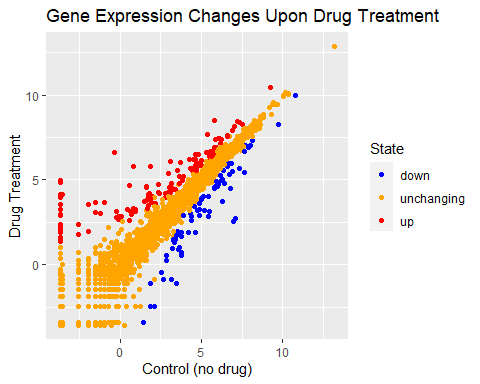 Gene Expression Changes Upon Drug Treatment
10
5
0
Drug Treatment
0
5
10
Control (no drug)
State
down
unchanging
up